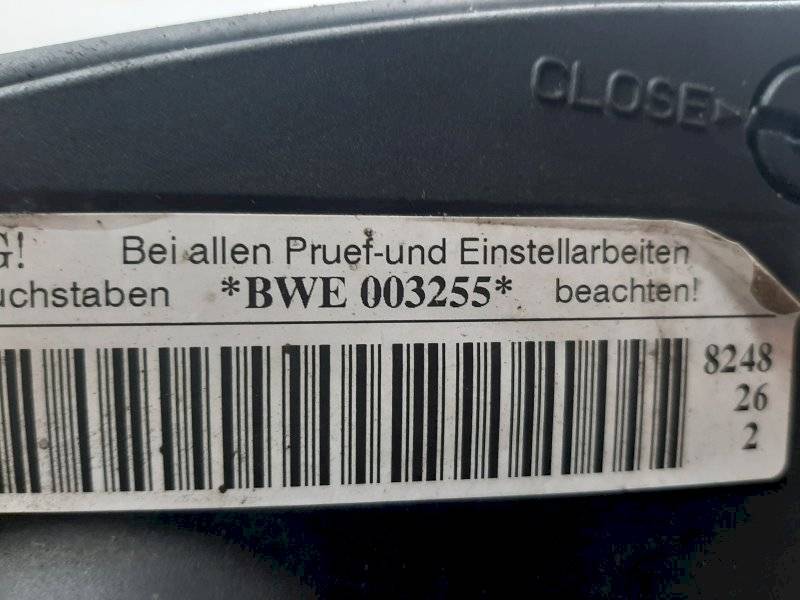 CLOSE
G! Bei allen Pruef-und Einstellarbeiten
uchstaben *BWE 003255* beachten!
8248
26
2